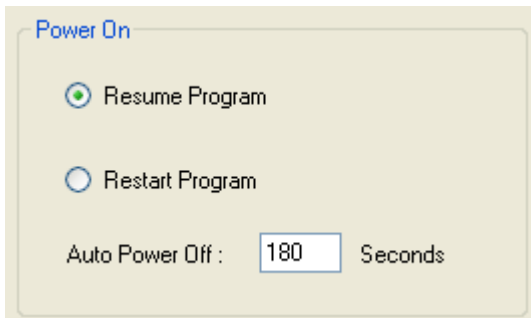 Power On
Resume Program
Restart Program
Auto Power Off : 180 Seconds